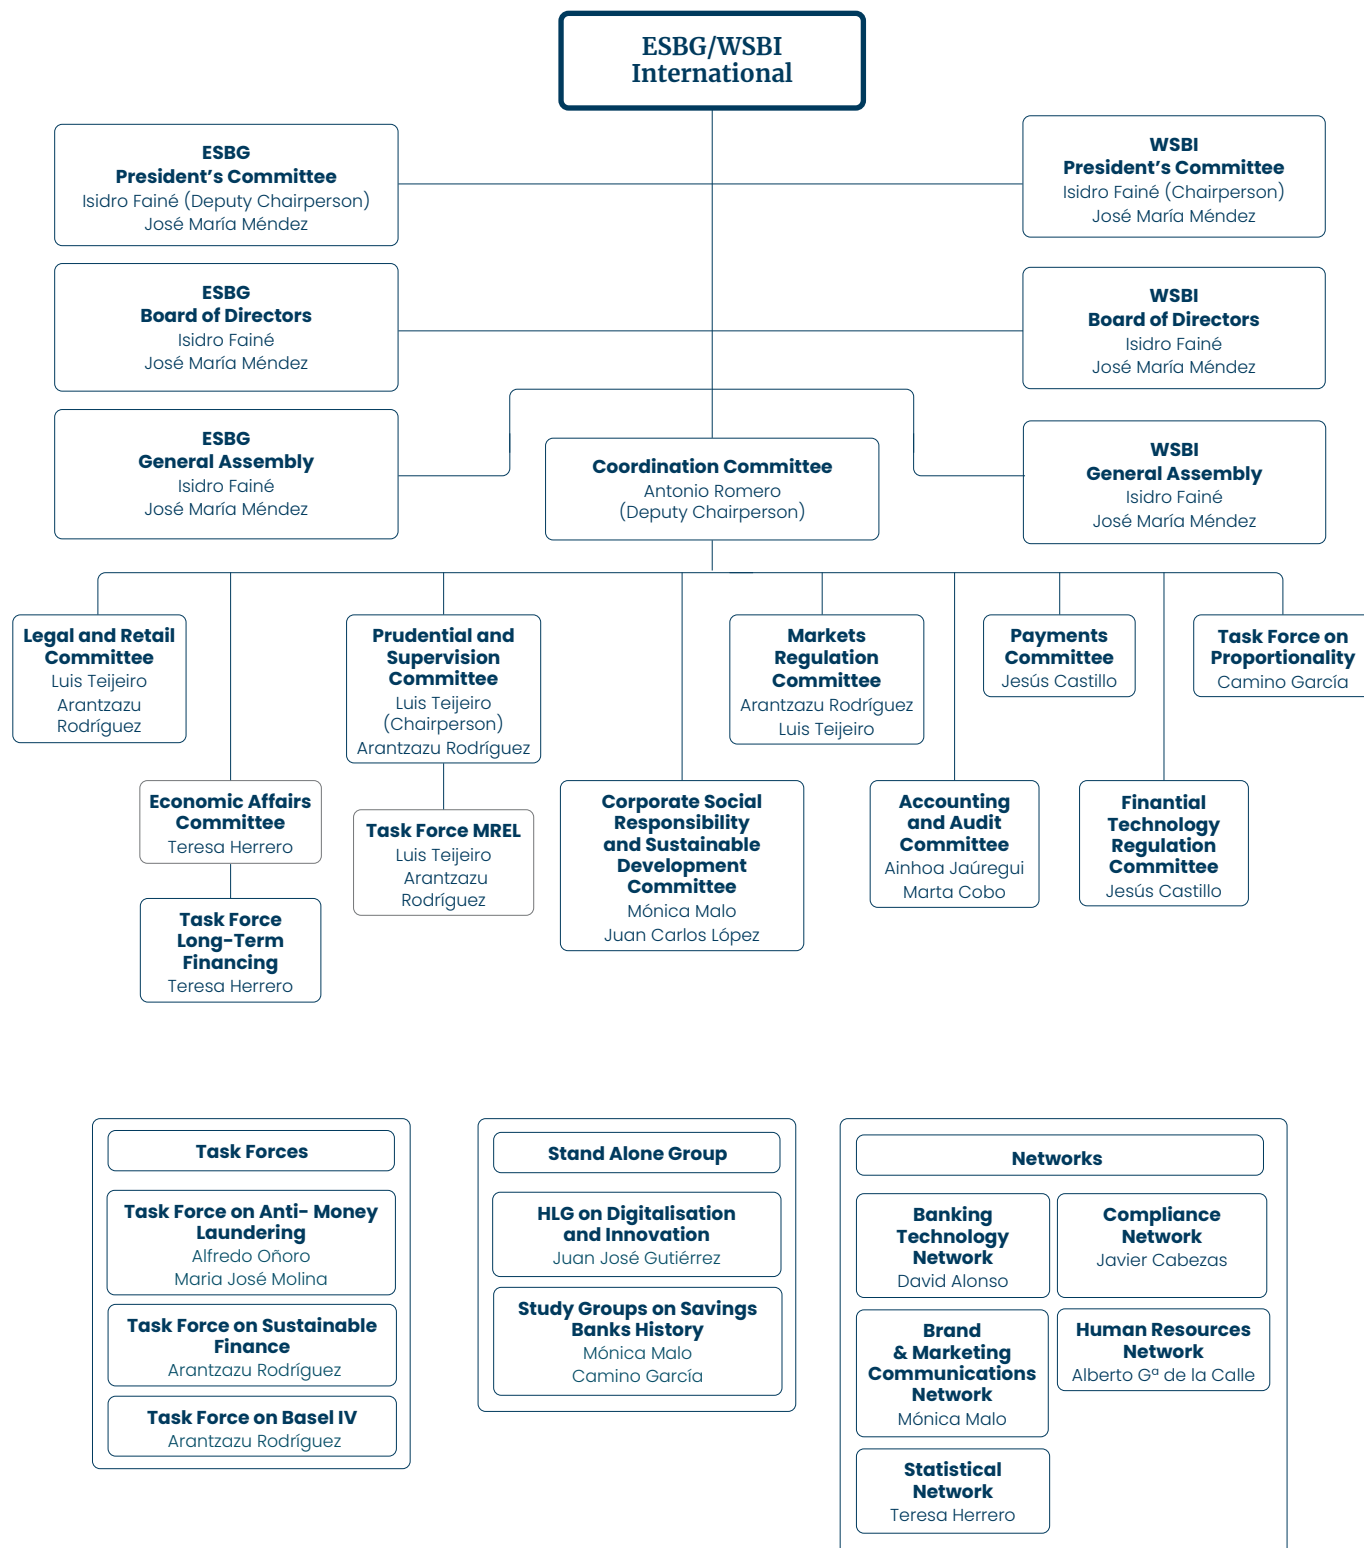 ESBG/WSBI
International
ESBG
President’s Committee
Isidro Fainé (Deputy Chairperson)
José María Méndez
WSBI
President’s Committee
Isidro Fainé (Chairperson)
José María Méndez
ESBG
Board of Directors
Isidro Fainé
José María Méndez
WSBI
Board of Directors
Isidro Fainé
José María Méndez
ESBG
General Assembly
Isidro Fainé
José María Méndez
Coordination Committee
Antonio Romero
(Deputy Chairperson)
WSBI
General Assembly
Isidro Fainé
José María Méndez
Legal and Retail
Committee
Luis Teijeiro
Arantzazu
Rodríguez
Prudential and
Supervision
Committee
Luis Teijeiro
(Chairperson)
Arantzazu Rodríguez
Markets
Regulation
Committee
Arantzazu Rodríguez
Luis Teijeiro
Payments
Committee
Jesús Castillo
Task Force on
Proportionality
Camino García
Economic Affairs
Committee
Teresa Herrero
Task Force MREL
Luis Teijeiro
Arantzazu
Rodríguez
Corporate Social
Responsibility
and Sustainable
Development
Committee
Mónica Malo
Juan Carlos López
Accounting
and Audit
Committee
Ainhoa Jaúregui
Marta Cobo
Finantial
Technology
Regulation
Committee
Jesús Castillo
Task Force
Long-Term
Financing
Teresa Herrero
Task Forces
Task Force on Anti- Money
Laundering
Alfredo Oñoro
Maria José Molina
Task Force on Sustainable
Finance
Arantzazu Rodríguez
Task Force on Basel IV
Arantzazu Rodríguez
Stand Alone Group
HLG on Digitalisation
and Innovation
Juan José Gutiérrez
Study Groups on Savings
Banks History
Mónica Malo
Camino García
Networks
Banking
Technology
Network
David Alonso
Compliance
Network
Javier Cabezas
Brand
& Marketing
Communications
Network
Mónica Malo
Human Resources
Network
Alberto Gª de la Calle
Statistical
Network
Teresa Herrero